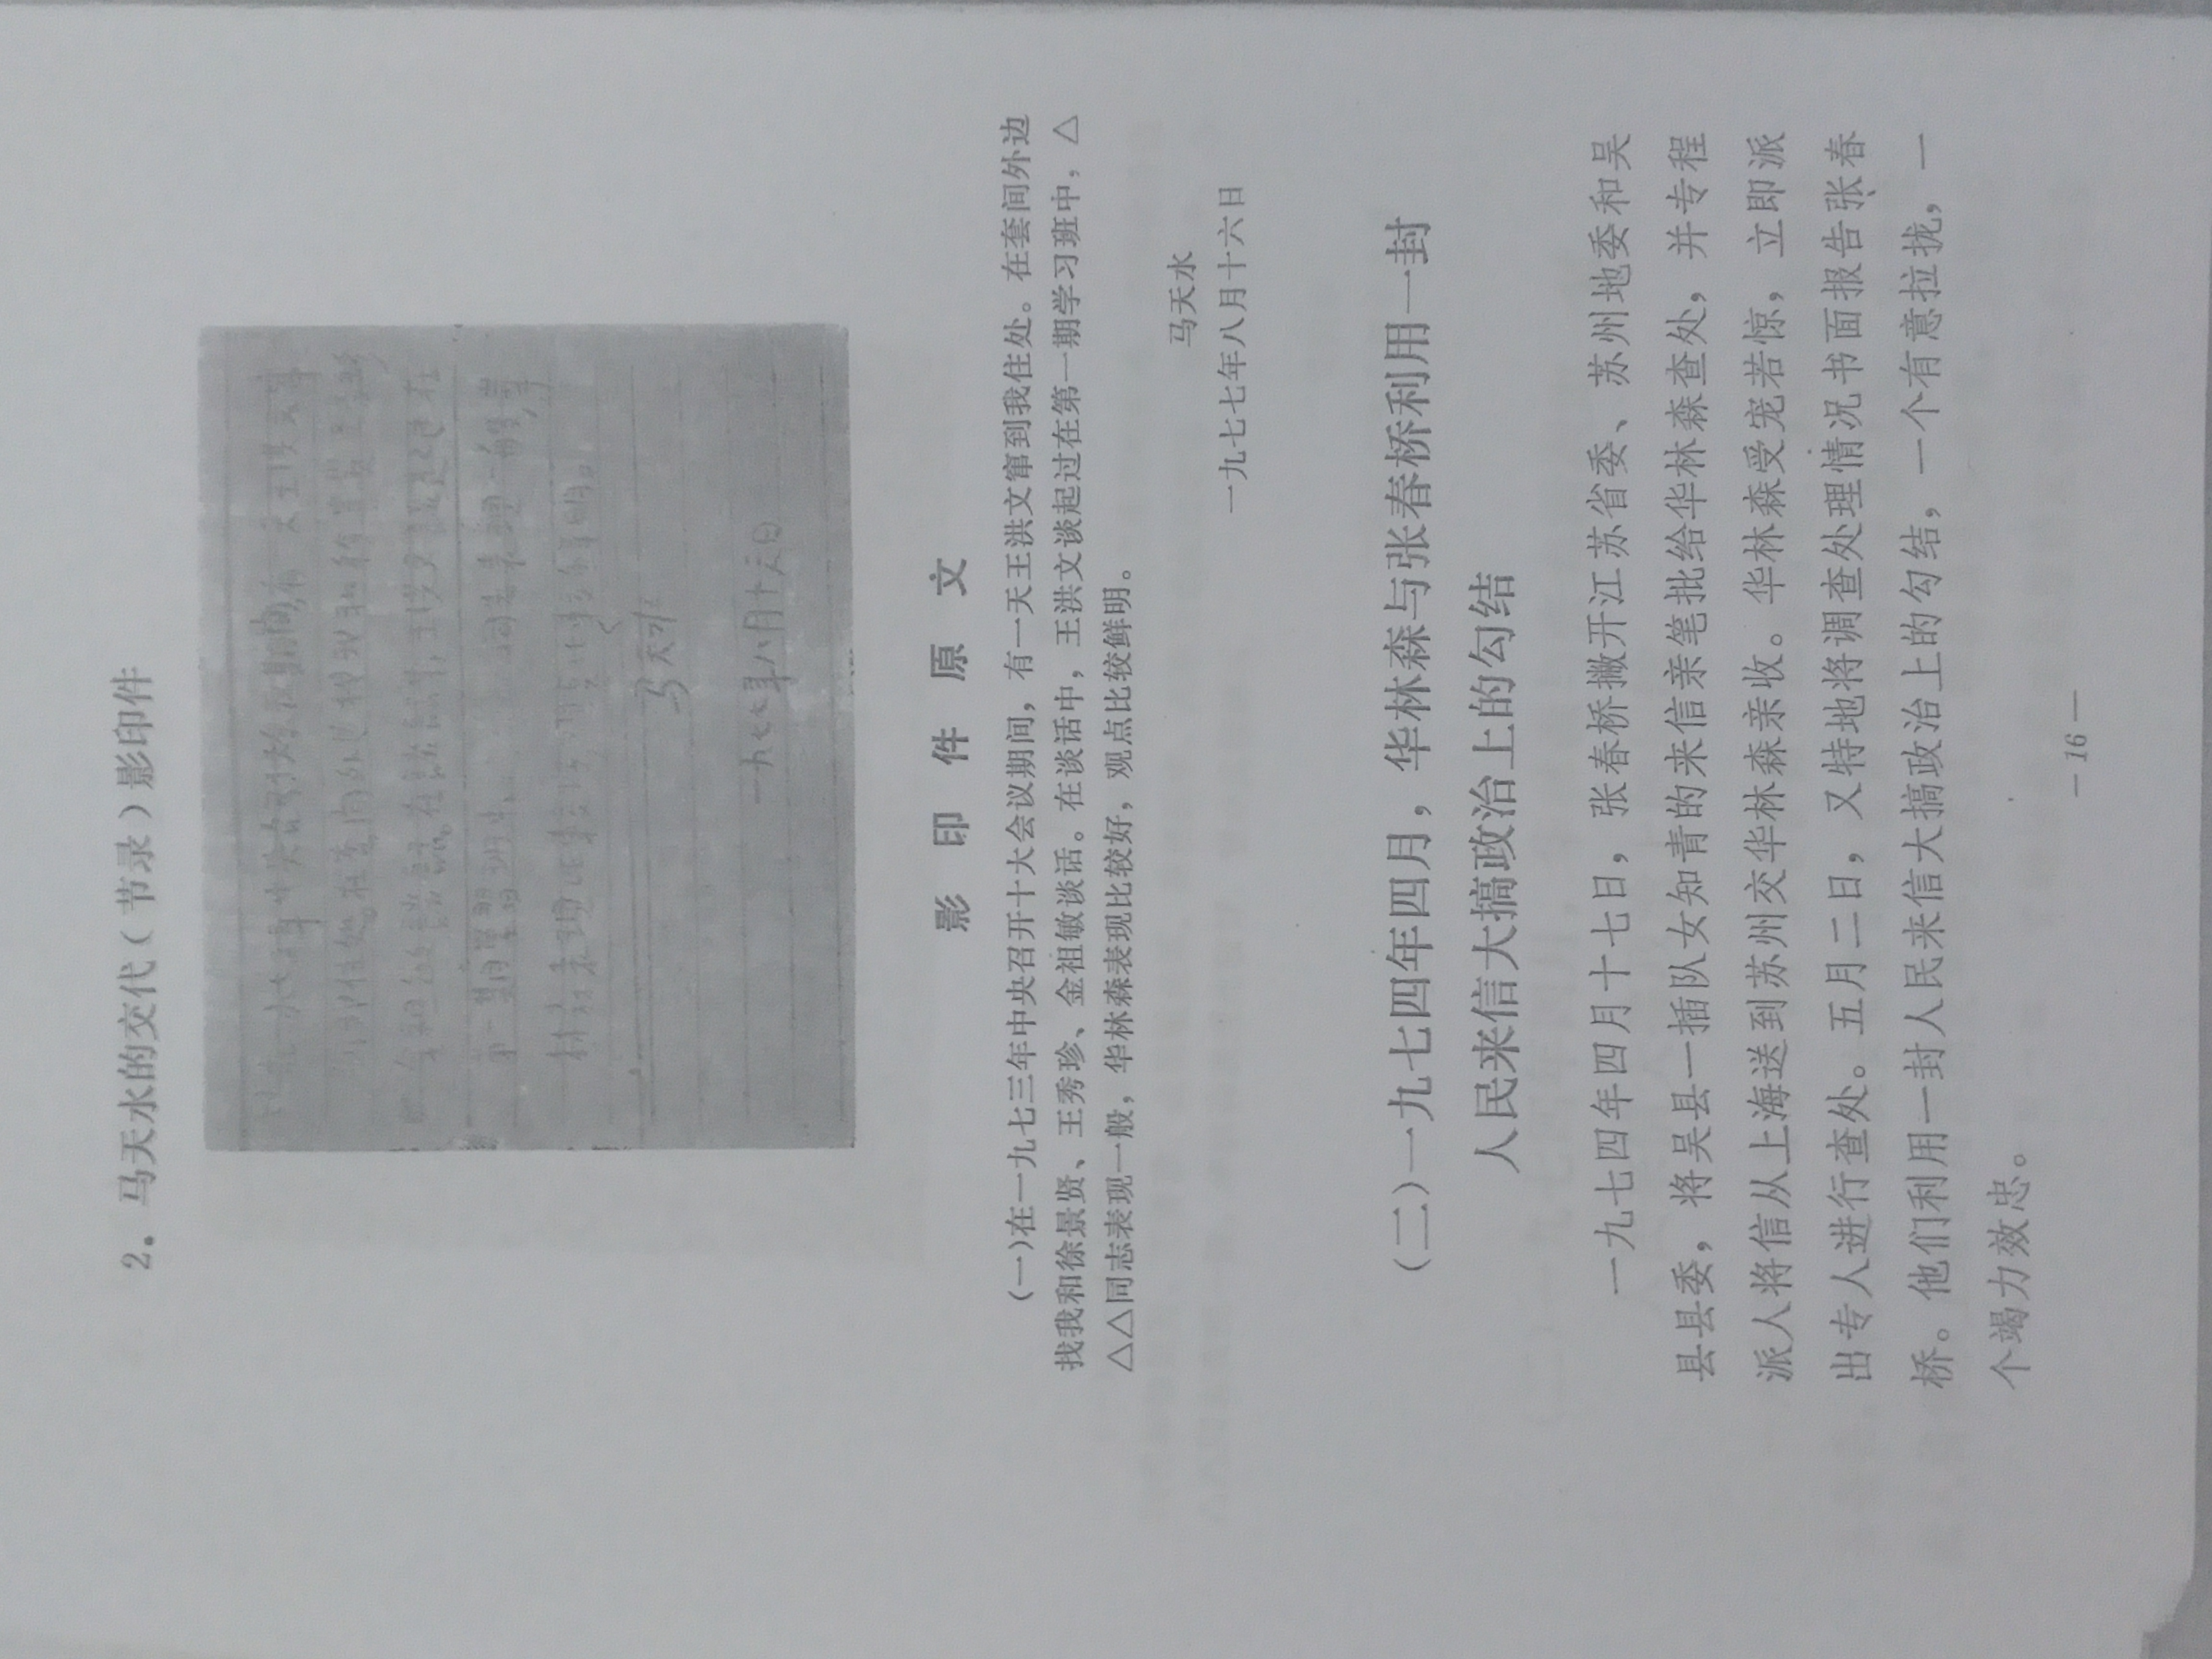 2．马天水的交代（节录）影印件
马天水
一九七七年八月十六日
影印件原文
（一）在一九七三年中央召开十大会议期间，有一天王洪文窜到我住处。在套间外边
找我和徐景贤、王秀珍、金祖敏谈话。在谈话中，王洪文谈起过在第一期学习班中，△
△△同志表现一般，华林森表现比较好，观点比较鲜明。
马天水
一九七七年八月十六日
（二）一九七四年四月，华林森与张春桥利用一封
人民来信大搞政治上的勾结
一九七四年四月十七日，张春桥撇开江苏省委、苏州地委和吴
县县委，将吴县一插队女知青的来信亲笔批给华林森查处，并专程
派人将信从上海送到苏州交华林森亲收。华林森受宠若惊，立即派
出专人进行查处。五月二日，又特地将调查处理情况书面报告张春
桥。他们利用一封人民来信大搞政治上的勾结，一个有意拉拢，一
个竭力效忠。
— 16 —